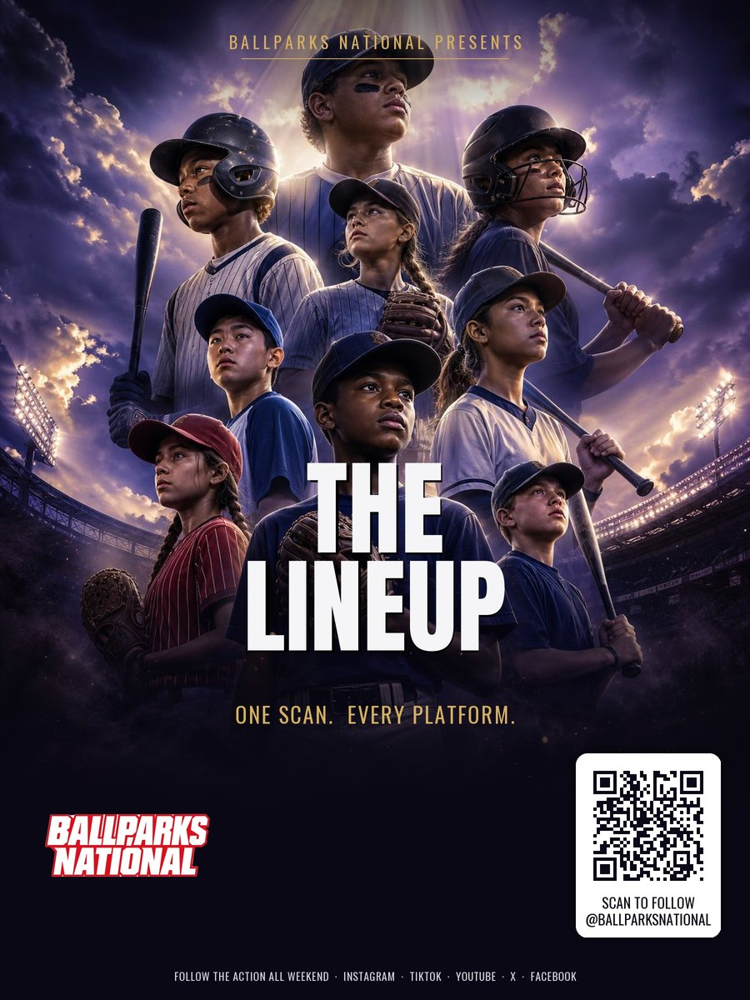 BALLPARKS NATIONAL PRESENTS
THE
LINEUP
ONE SCAN. EVERY PLATFORM.
BALLPARKS
NATIONAL
SCAN TO FOLLOW
@BALLPARKSNATIONAL
FOLLOW THE ACTION ALL WEEKEND · INSTAGRAM · TIKTOK · YOUTUBE · X · FACEBOOK